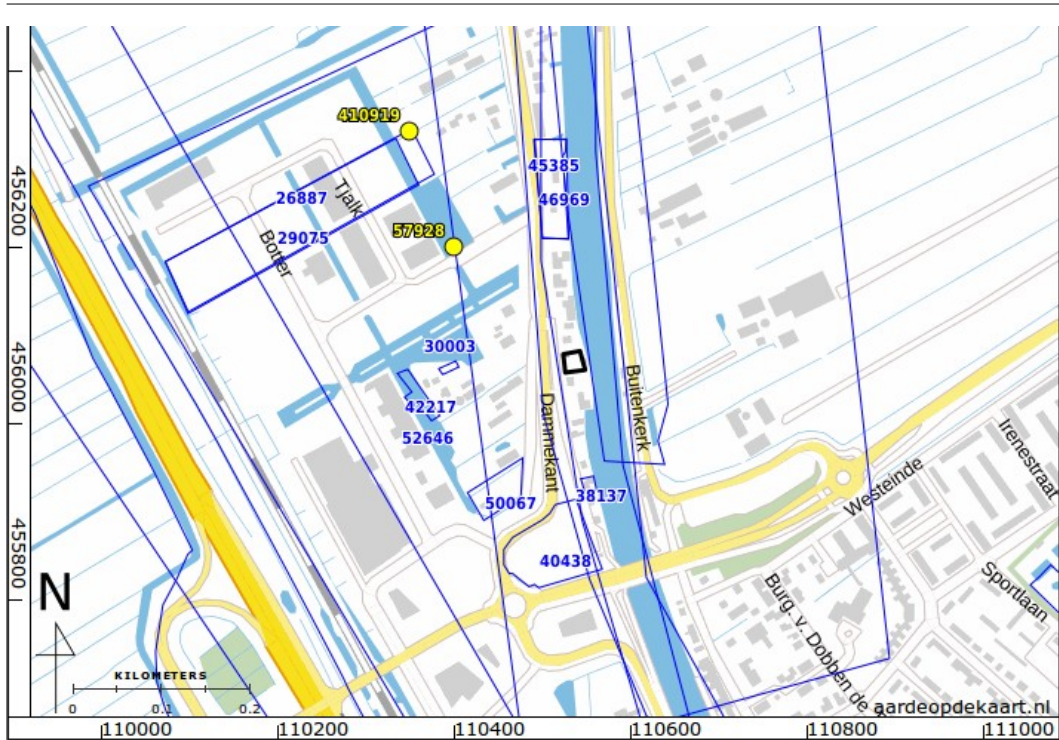 410919
45385
46969
26887
Tjalk
57928
29075
Botter
456200
30003
456000
42217
52646
Dammekant
Buitenkerk
Irenestraat
Westeinde
50067
38137
40438
455800
N
Sportlaan
Burg. v. Dobben de
KILOMETERS
0 0.1 0.2
aardeopdekaart.nl
110000 110200 110400 110600 110800 111000